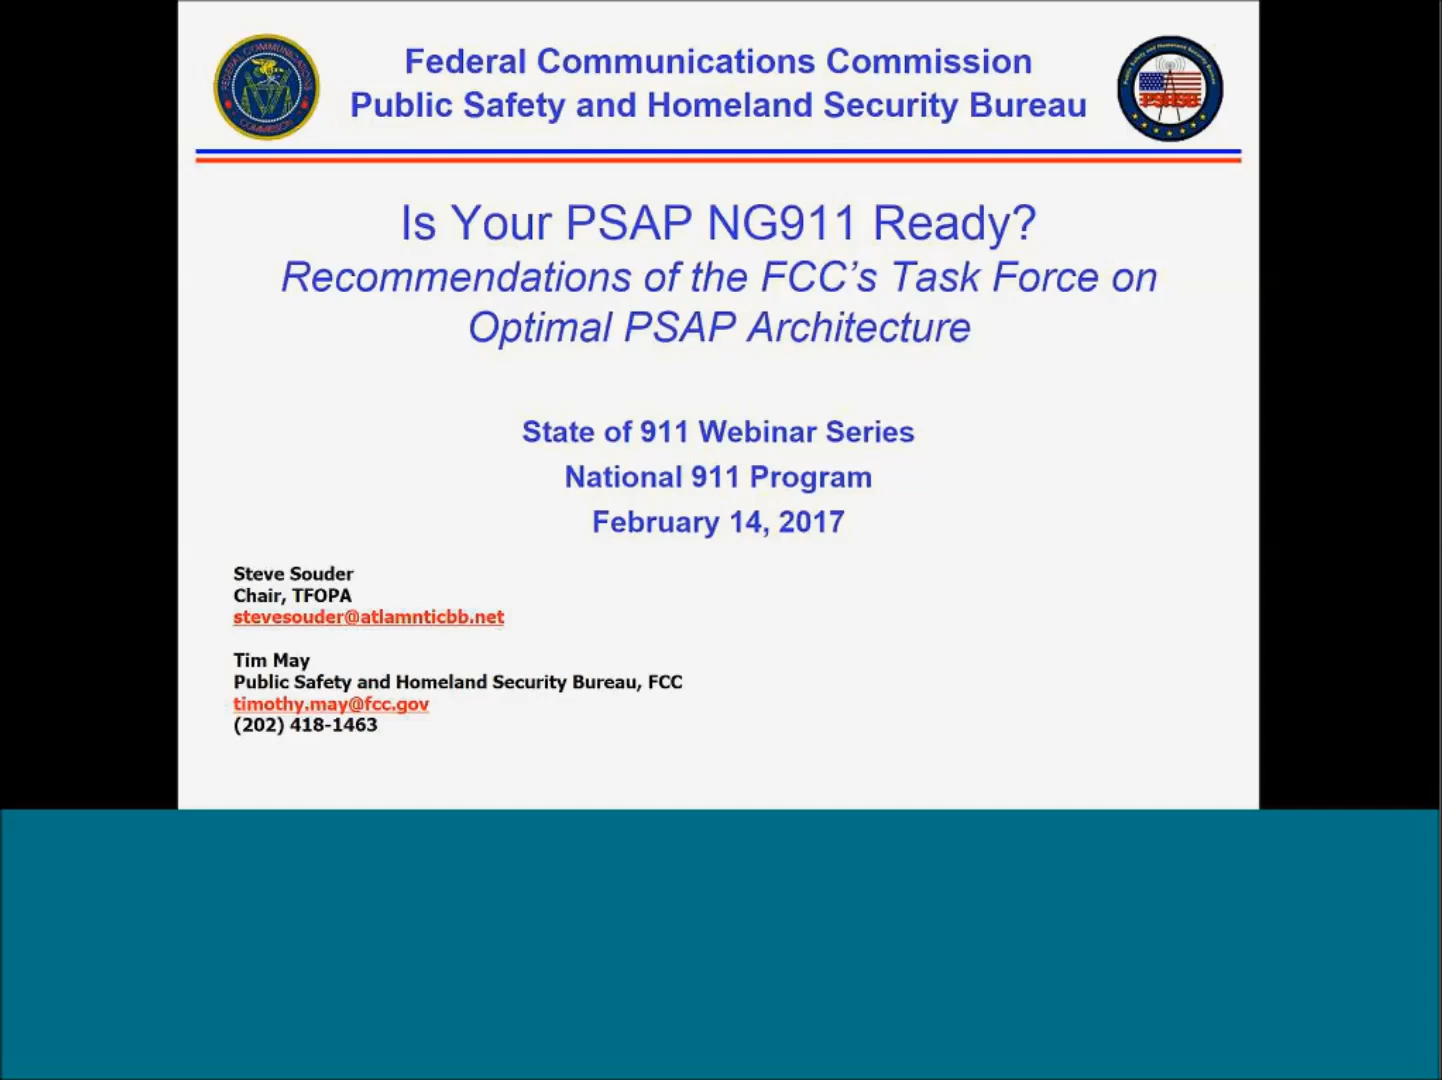 Federal Communications Commission
Public Safety and Homeland Security Bureau
PSHSB
Is Your PSAP NG911 Ready?
Recommendations of the FCC’s Task Force on
Optimal PSAP Architecture
State of 911 Webinar Series
National 911 Program
February 14, 2017
Steve Souder
Chair, TFOPA
stevesouder@atlamnticbb.net
Tim May
Public Safety and Homeland Security Bureau, FCC
timothy.may@fcc.gov
(202) 418-1463